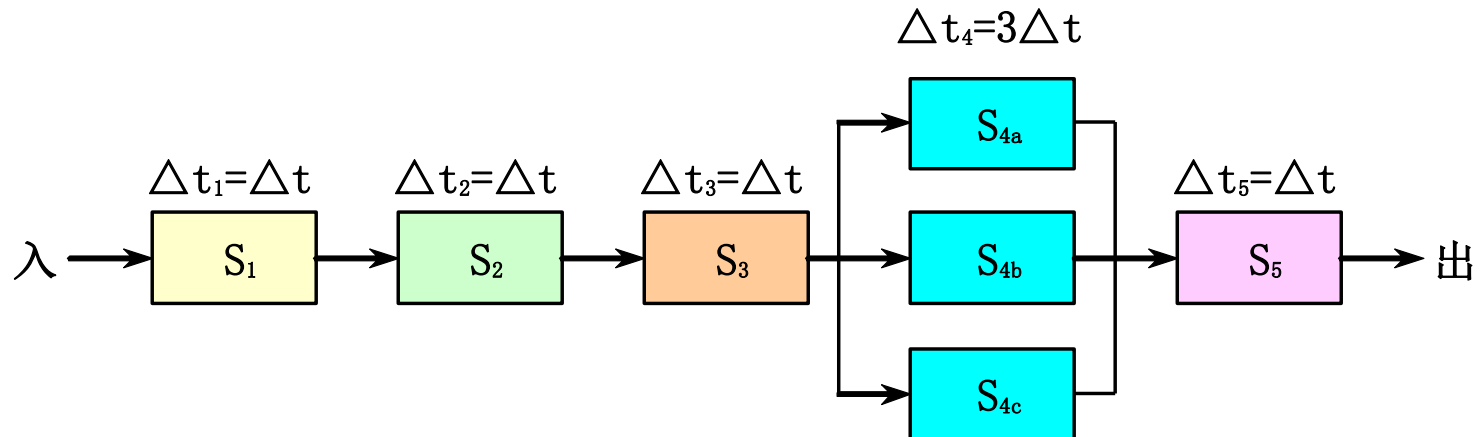 △t₄=3△t
S₄ₐ
△t₁=△t
△t₂=△t
△t₃=△t
△t₅=△t
入
S₁
S₂
S₃
S₄b
S₅
出
S₄c